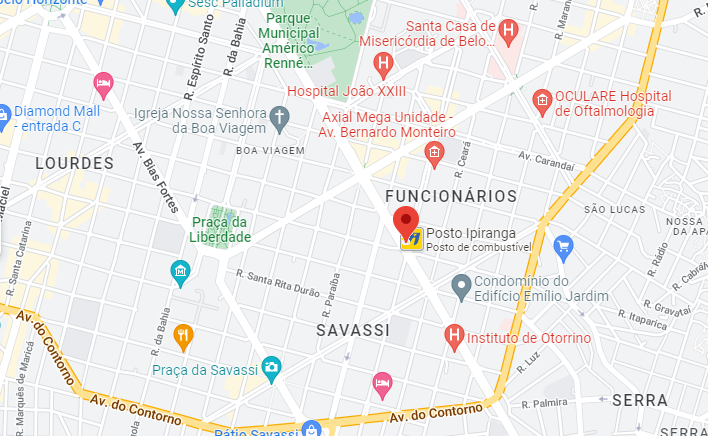 Belo Horizonte
Sesc Palladium
Parque
Municipal
Américo
Renné...
R. Espírito Santo
R. da Bahia
Santa Casa de
Misericórdia de Belo...
Hospital João XXIII
Diamond Mall
- entrada C
Igreja Nossa Senhora
da Boa Viagem
Axial Mega Unidade -
Av. Bernardo Monteiro
OCULARE Hospital
de Oftalmologia
BOA VIAGEM
R. Ceará
Av. Carandaí
LOURDES
Av. Bias Fortes
FUNCIONÁRIOS
SÃO LUCAS
NOSSA
DA APA
Praça da
Liberdade
Posto Ipiranga
Posto de combustível
R. Santa Catarina
R. Rádio
R. Cabrál
R. Santa Rita Durão
R. Paraíba
Condomínio do
Edifício Emílio Jardim
R. Gravataí
R. Itaparica
R. da Bahia
SAVASSI
Instituto de Otorrino
Av. do Contorno
R. Luz
Praça da Savassi
R. Marquês de Maricá
Av. do Contorno
Av. do Contorno
R. Palmira
SERRA
Pátio Savassi
SERRA